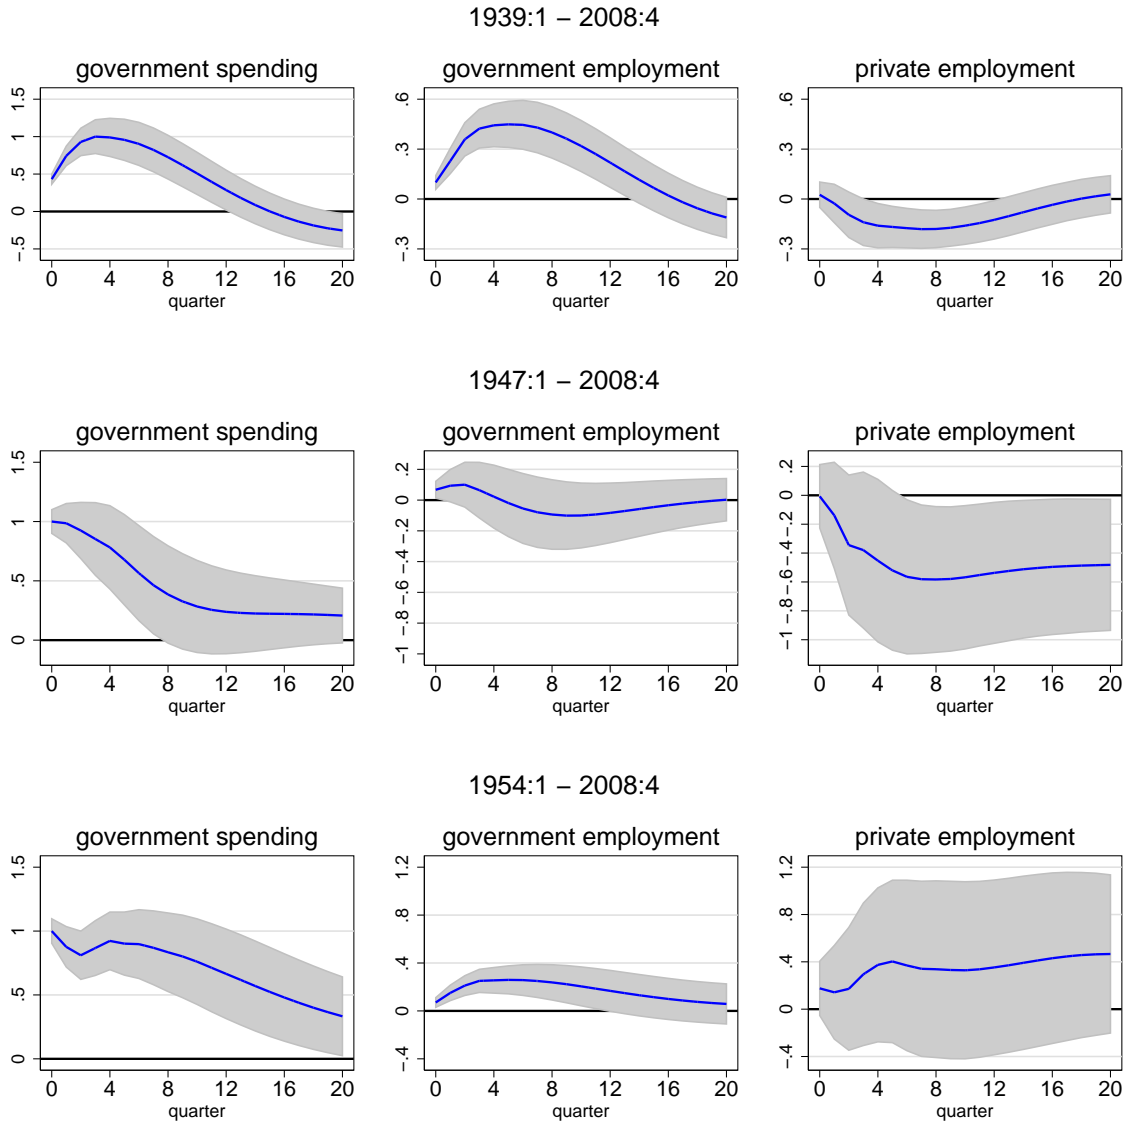 1939:1 − 2008:4
government spending government employment private employment
1.5 1 .5 0 −.5
.6 .3 0 −.3
.6 .3 0 −.3
0 4 8 12 16 20 0 4 8 12 16 20 0 4 8 12 16 20
quarter quarter quarter
1947:1 − 2008:4
government spending government employment private employment
1.5 1 .5 0
.2 0 −.2 −.4 −.6 −.8 −1
.2 0 −.2 −.4 −.6 −.8 −1
0 4 8 12 16 20 0 4 8 12 16 20 0 4 8 12 16 20
quarter quarter quarter
1954:1 − 2008:4
government spending government employment private employment
1.5 1 .5 0
1.2 .8 .4 0 −.4
1.2 .8 .4 0 −.4
0 4 8 12 16 20 0 4 8 12 16 20 0 4 8 12 16 20
quarter quarter quarter